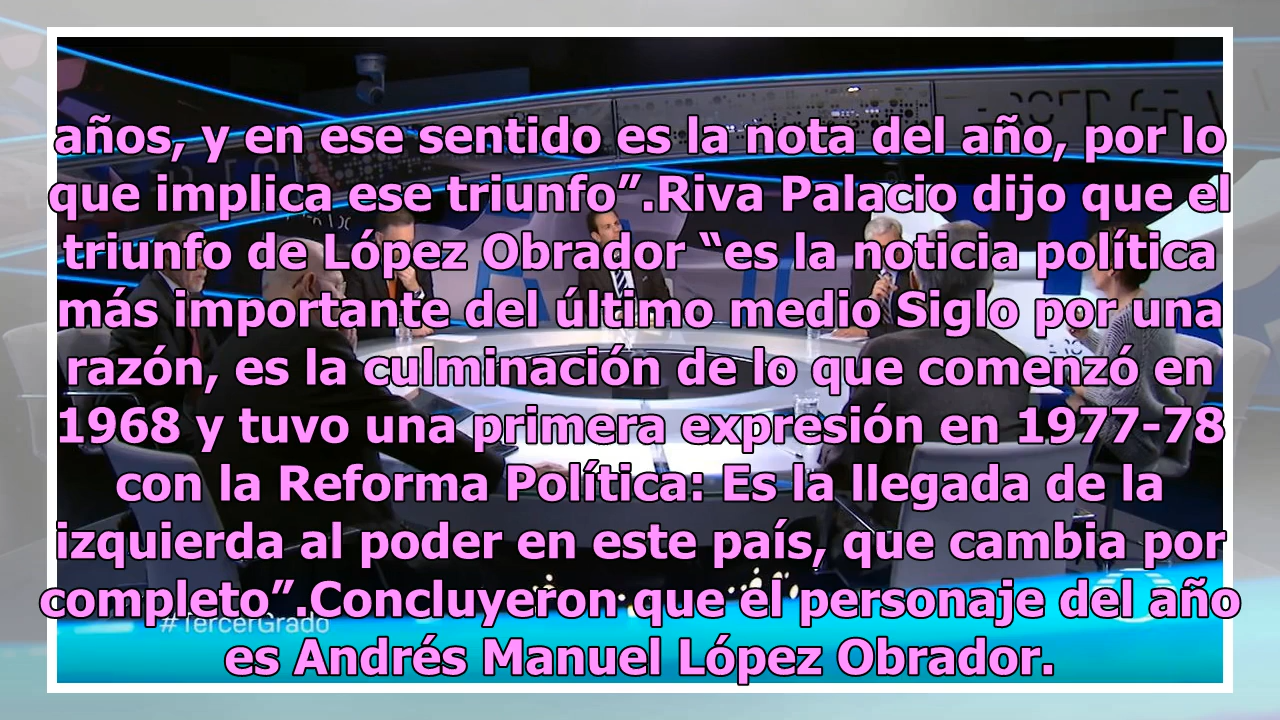 años, y en ese sentido es la nota del año, por lo
que implica ese triunfo”.Riva Palacio dijo que el
triunfo de López Obrador “es la noticia política
más importante del último medio Siglo por una
razón, es la culminación de lo que comenzó en
1968 y tuvo una primera expresión en 1977-78
con la Reforma Política: Es la llegada de la
izquierda al poder en este país, que cambia por
completo”.Concluyeron que el personaje del año
#TercerGrado
es Andrés Manuel López Obrador.